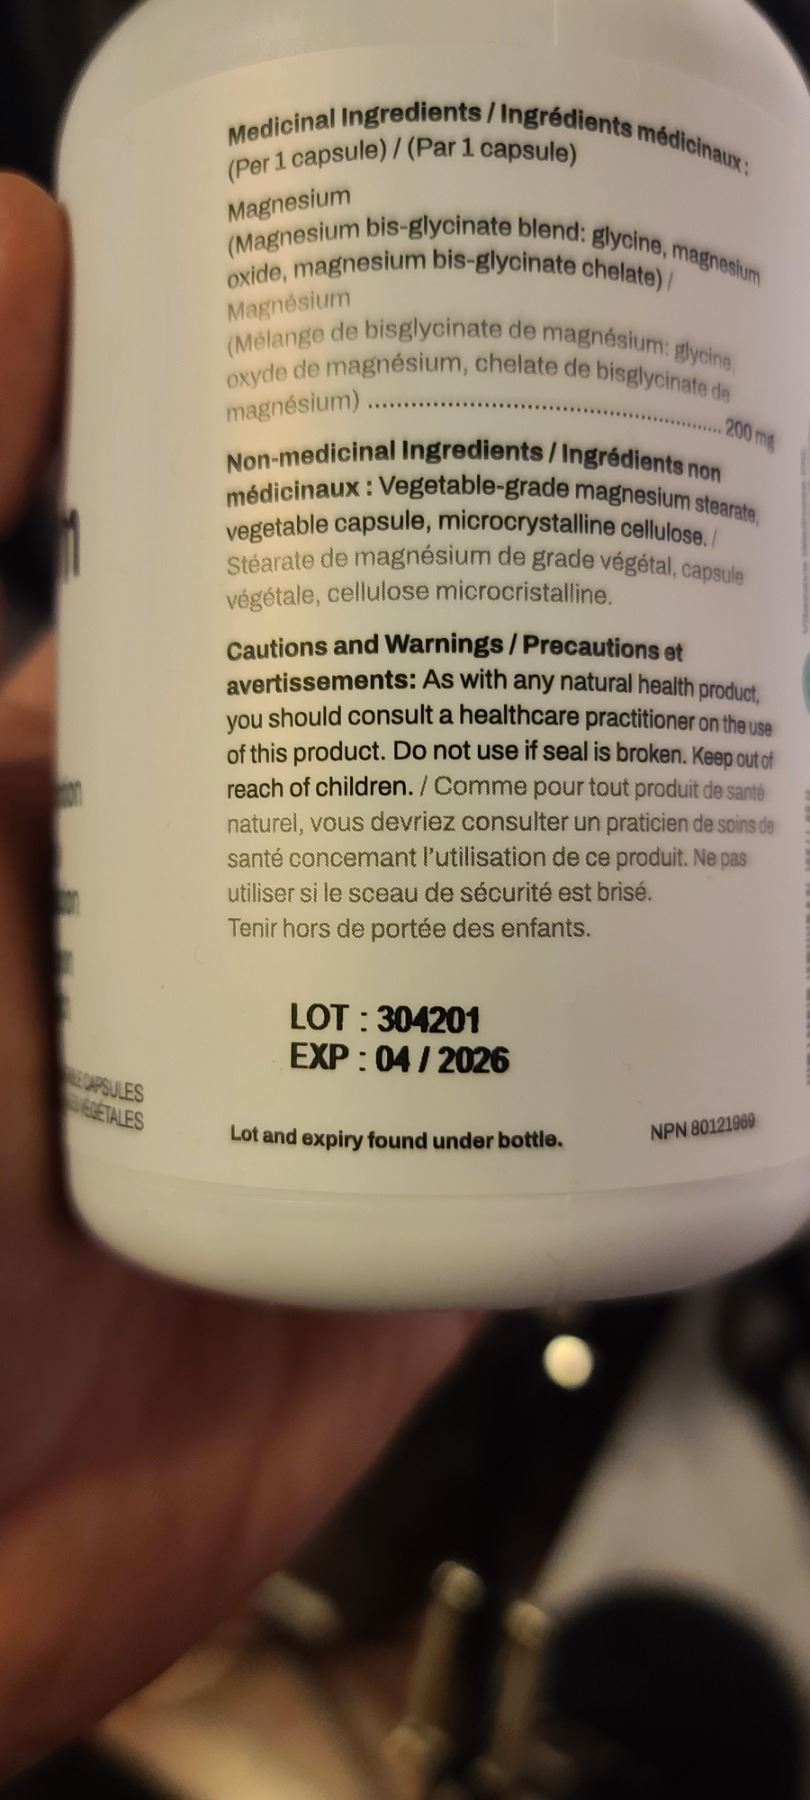 Medicinal Ingredients / Ingrédients médicinaux :
(Per 1 capsule) / (Par 1 capsule)
Magnesium
(Magnesium bis-glycinate blend: glycine, magnesium
oxide, magnesium bis-glycinate chelate) /
Magnésium
(Mélange de bisglycinate de magnésium: glycine,
oxyde de magnésium, chelate de bisglycinate de
magnésium) ............................................................ 200 mg
Non-medicinal Ingredients / Ingrédients non
médicinaux : Vegetable-grade magnesium stearate,
vegetable capsule, microcrystalline cellulose. /
Stéarate de magnésium de grade végétal, capsule
végétale, cellulose microcristalline.
Cautions and Warnings / Precautions et
avertissements: As with any natural health product,
you should consult a healthcare practitioner on the use
of this product. Do not use if seal is broken. Keep out of
reach of children. / Comme pour tout produit de santé
naturel, vous devriez consulter un praticien de soins de
santé concernant l'utilisation de ce produit. Ne pas
utiliser si le sceau de sécurité est brisé.
Tenir hors de portée des enfants.
LOT : 304201
EXP : 04 / 2026
CAPSULES
VÉGÉTALES
Lot and expiry found under bottle.
NPN 80121969